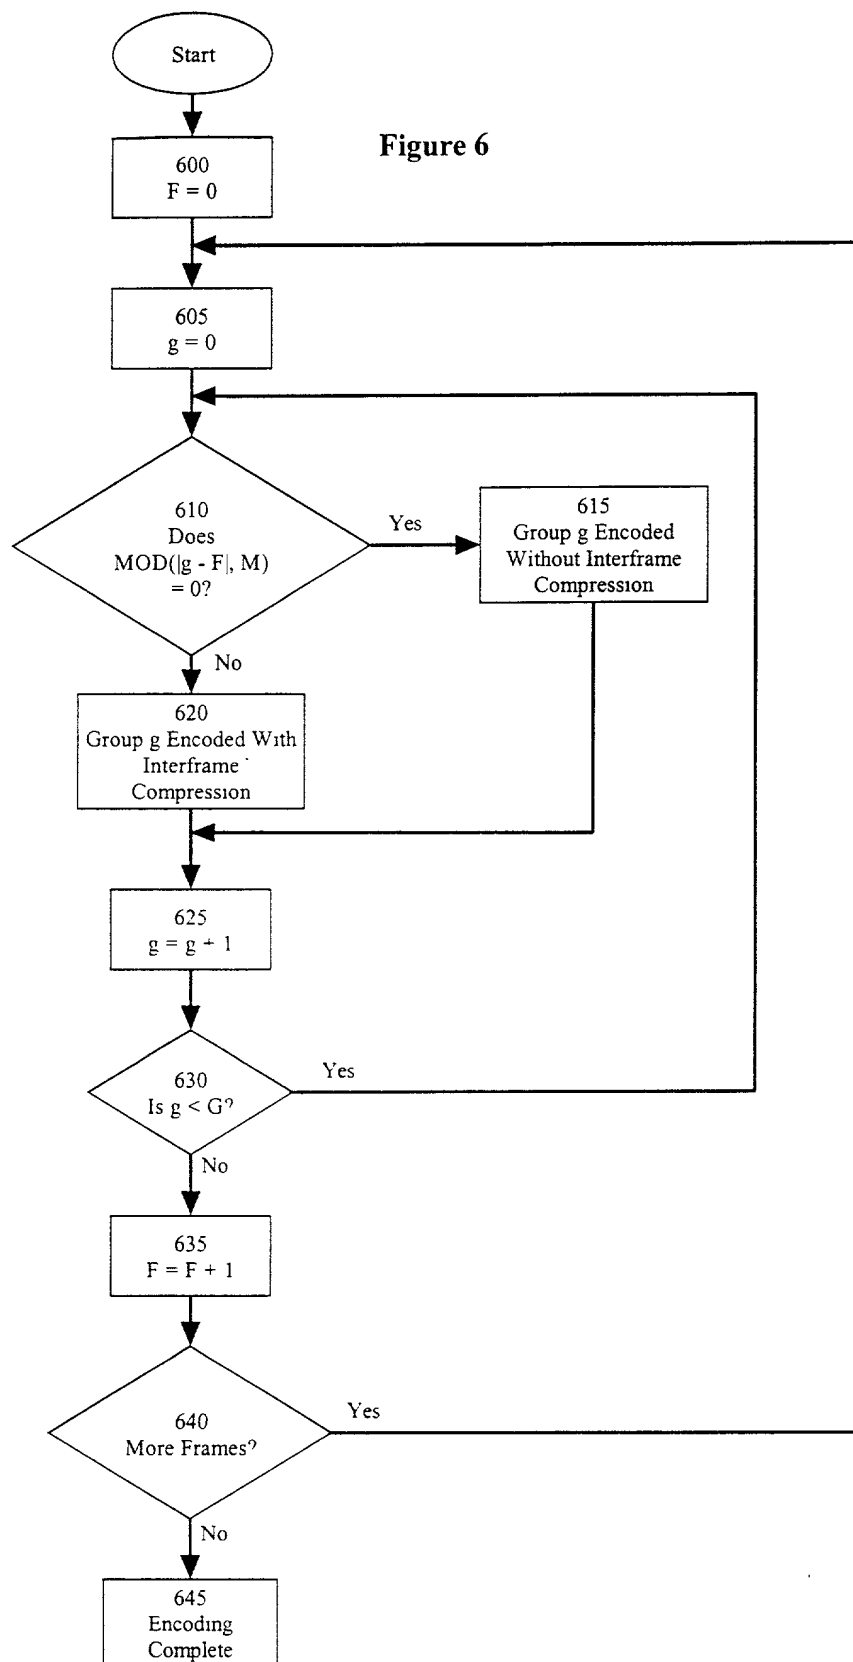 Start
Figure 6
600
F = 0
605
g = 0
610
Does
MOD(|g - F|, M)
= 0?
Yes
615
Group g Encoded
Without Interframe
Compression
No
620
Group g Encoded With
Interframe
Compression
625
g = g + 1
630
Is g < G?
Yes
No
635
F = F + 1
640
More Frames?
Yes
No
645
Encoding
Complete